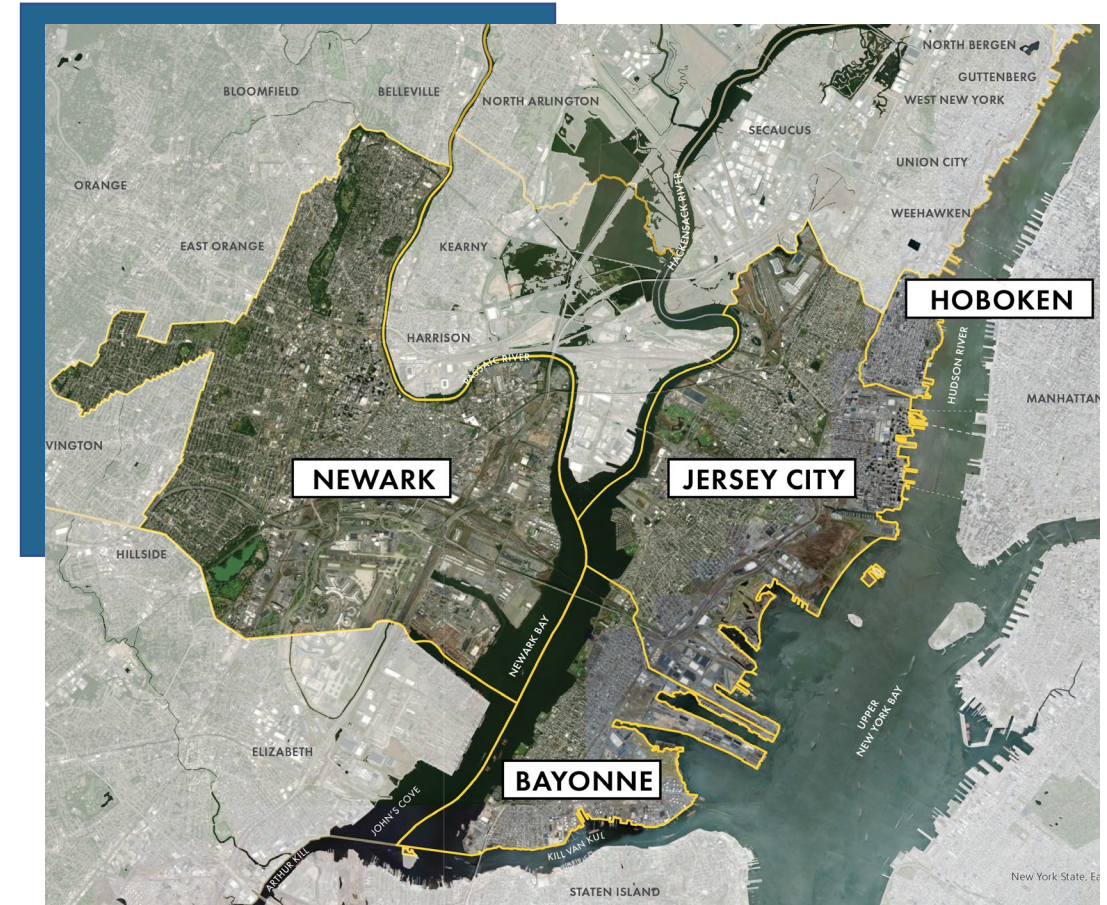 NORTH BERGEN
GUTTENBERG
BLOOMFIELD
BELLEVILLE
NORTH ARLINGTON
WEST NEW YORK
SECAUCUS
UNION CITY
ORANGE
WEEHAWKEN
HACKENSACK RIVER
EAST ORANGE
KEARNY
HOBOKEN
HARRISON
PASSAIC RIVER
HUDSON RIVER
MANHATTAN
VINGTON
NEWARK
JERSEY CITY
HILLSIDE
NEWARK BAY
UPPER
NEW YORK BAY
ELIZABETH
BAYONNE
JOHN'S COVE
KILL VAN KUL
ARTHUR KILL
STATEN ISLAND
New York State, Ea